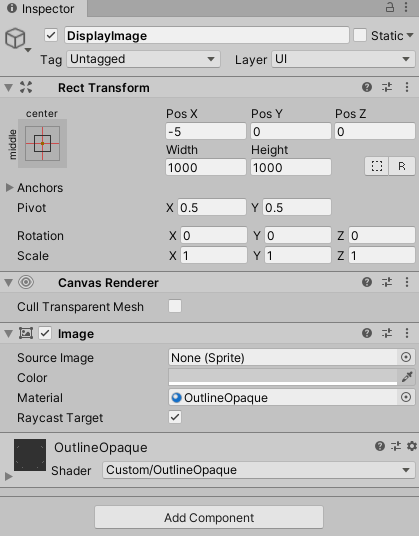 Inspector
DisplayImage Static
Tag Untagged Layer UI
Rect Transform
center
middle
Pos X Pos Y Pos Z
-5 0 0
Width Height
1000 1000 R
Anchors
Pivot X 0.5 Y 0.5
Rotation X 0 Y 0 Z 0
Scale X 1 Y 1 Z 1
Canvas Renderer
Cull Transparent Mesh
Image
Source Image None (Sprite)
Color
Material OutlineOpaque
Raycast Target
OutlineOpaque
Shader Custom/OutlineOpaque
Add Component